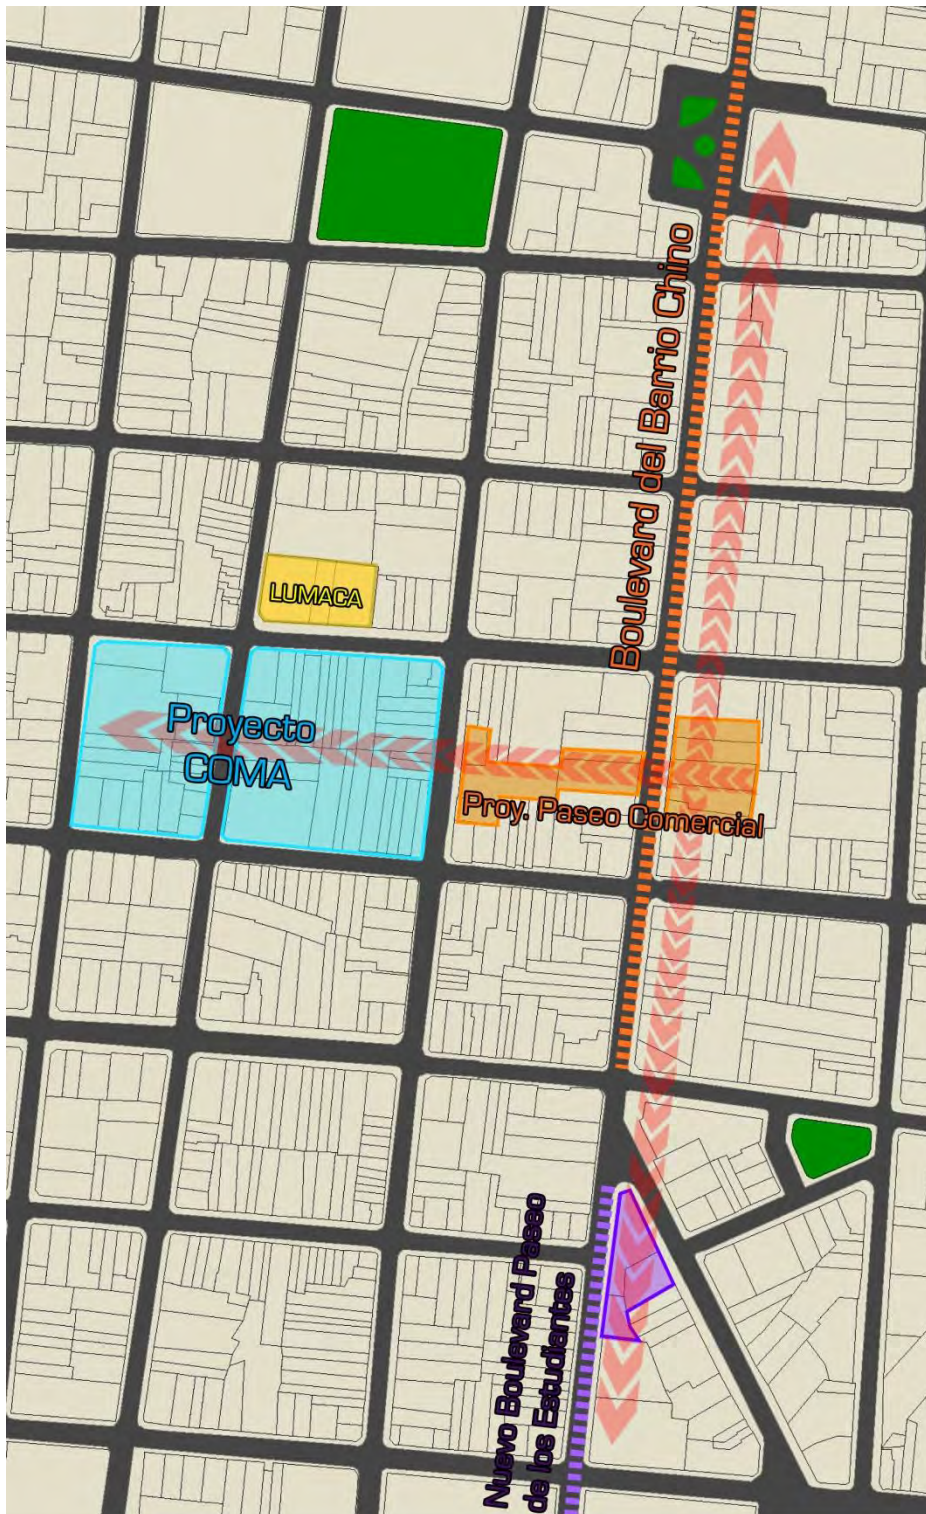 Boulevard del Barrio Chino
LUMACA
Proyecto
COMA
Proy. Paseo Comercial
Nuevo Boulevard Paseo
de los Estudiantes